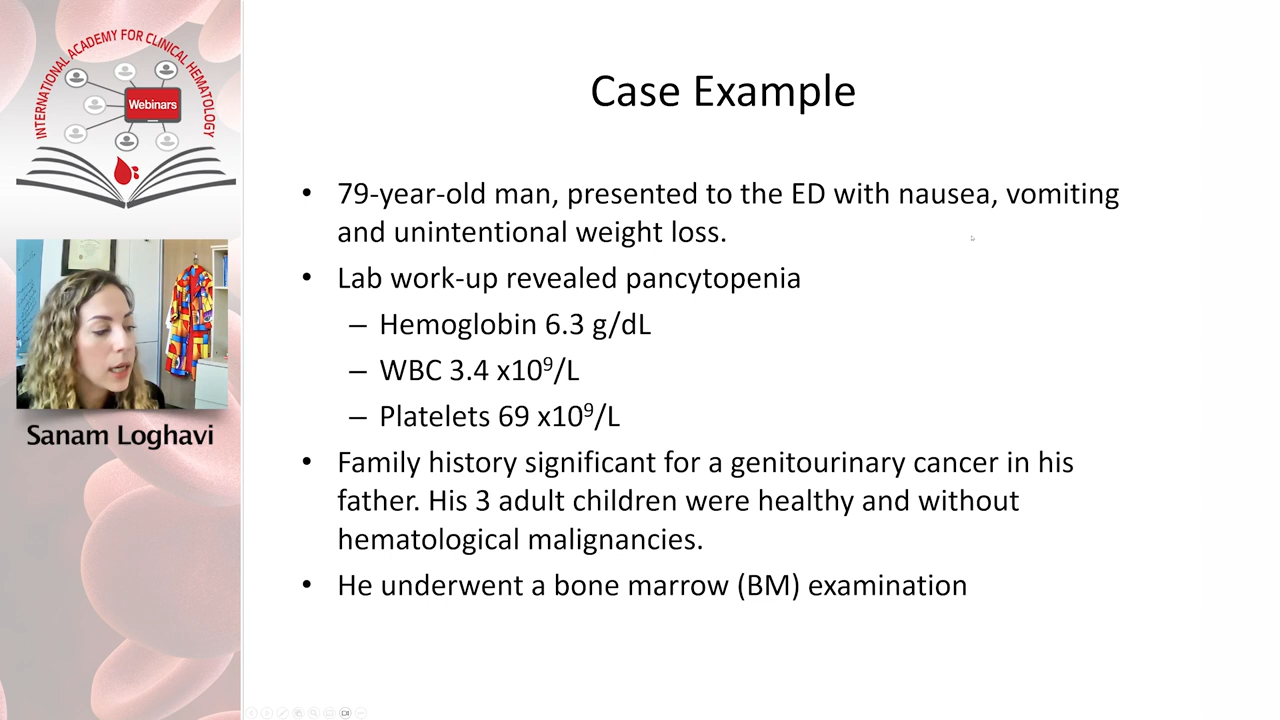 INTERNATIONAL ACADEMY FOR CLINICAL HEMATOLOGY
Webinars
Sanam Loghavi
Case Example
• 79-year-old man, presented to the ED with nausea, vomiting
and unintentional weight loss.
• Lab work-up revealed pancytopenia
– Hemoglobin 6.3 g/dL
– WBC 3.4 x10⁹/L
– Platelets 69 x10⁹/L
• Family history significant for a genitourinary cancer in his
father. His 3 adult children were healthy and without
hematological malignancies.
• He underwent a bone marrow (BM) examination